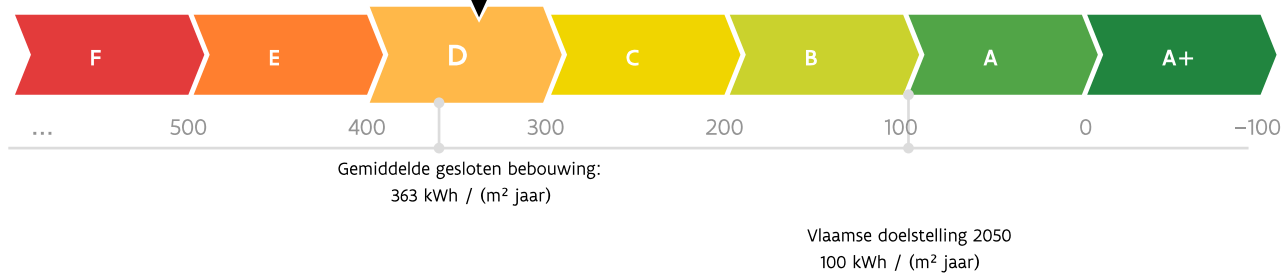 F E D C B A A+
... 500 400 300 200 100 0 −100
Gemiddelde gesloten bebouwing:
363 kWh / (m² jaar)
Vlaamse doelstelling 2050
100 kWh / (m² jaar)